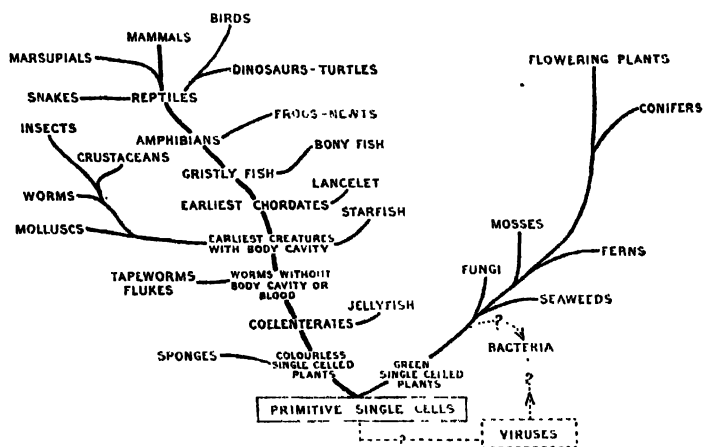 BIRDS
MAMMALS
MARSUPIALS
DINOSAURS-TURTLES
FLOWERING PLANTS
SNAKES
REPTILES
CONIFERS
FROGS-NEWTS
INSECTS
AMPHIBIANS
BONY FISH
CRUSTACEANS
GRISTLY FISH
LANCELET
WORMS
EARLIEST CHORDATES
STARFISH
MOLLUSCS
MOSSES
EARLIEST CREATURES
WITH BODY CAVITY
FERNS
FUNGI
TAPEWORMS
FLUKES
WORMS WITHOUT
BODY CAVITY OR
BLOOD
SEAWEEDS
JELLYFISH
COELENTERATES
?
BACTERIA
SPONGES
COLOURLESS
SINGLE CELLED
PLANTS
GREEN
SINGLE CELLED
PLANTS
?
PRIMITIVE SINGLE CELLS
VIRUSES
?